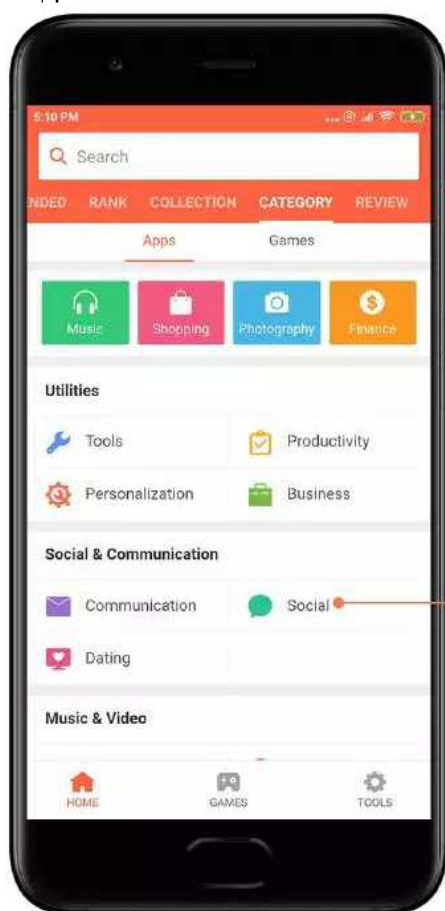 5:10 PM
Search
NDED RANK COLLECTION CATEGORY REVIEW
Apps Games
Music Shopping Photography Finance
Utilities
Tools Productivity
Personalization Business
Social & Communication
Communication Social
Dating
Music & Video
HOME GAMES TOOLS